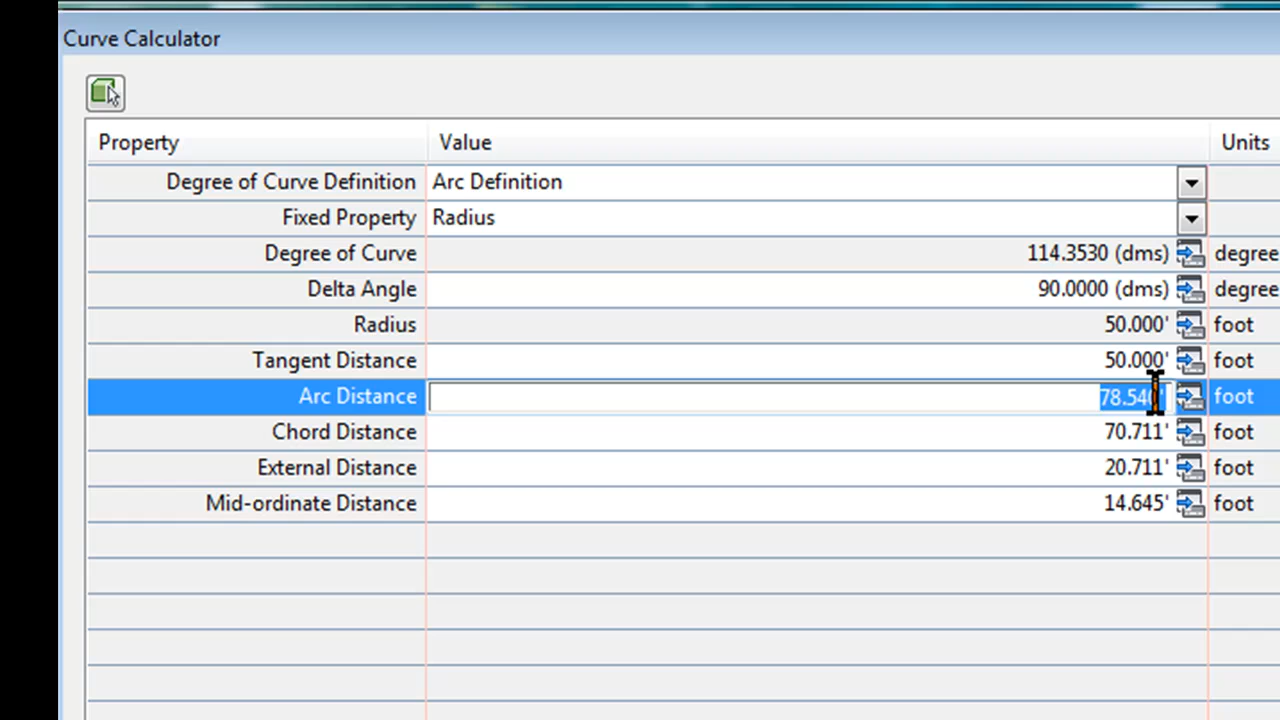 Curve Calculator
Property Value Units
Degree of Curve Definition Arc Definition
Fixed Property Radius
Degree of Curve 114.3530 (dms) degree
Delta Angle 90.0000 (dms) degree
Radius 50.000' foot
Tangent Distance 50.000' foot
Arc Distance foot
Chord Distance 70.711' foot
External Distance 20.711' foot
Mid-ordinate Distance 14.645' foot